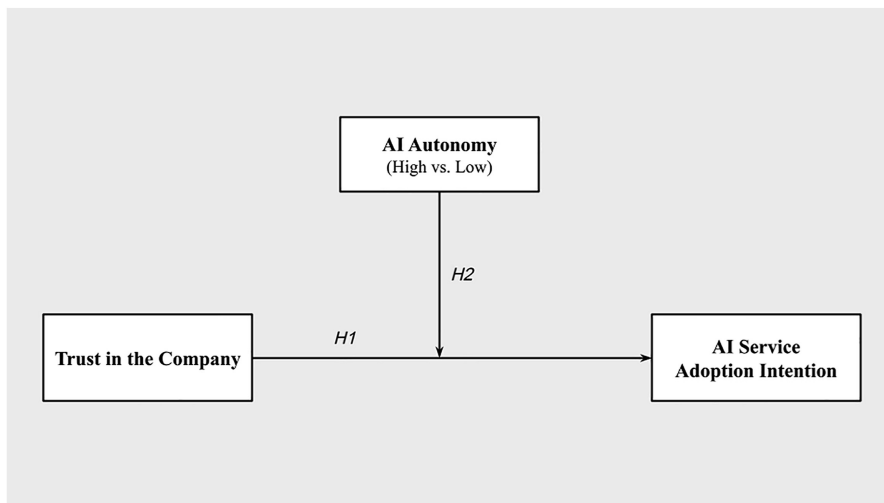 AI Autonomy
(High vs. Low)
H2
H1
Trust in the Company
AI Service
Adoption Intention